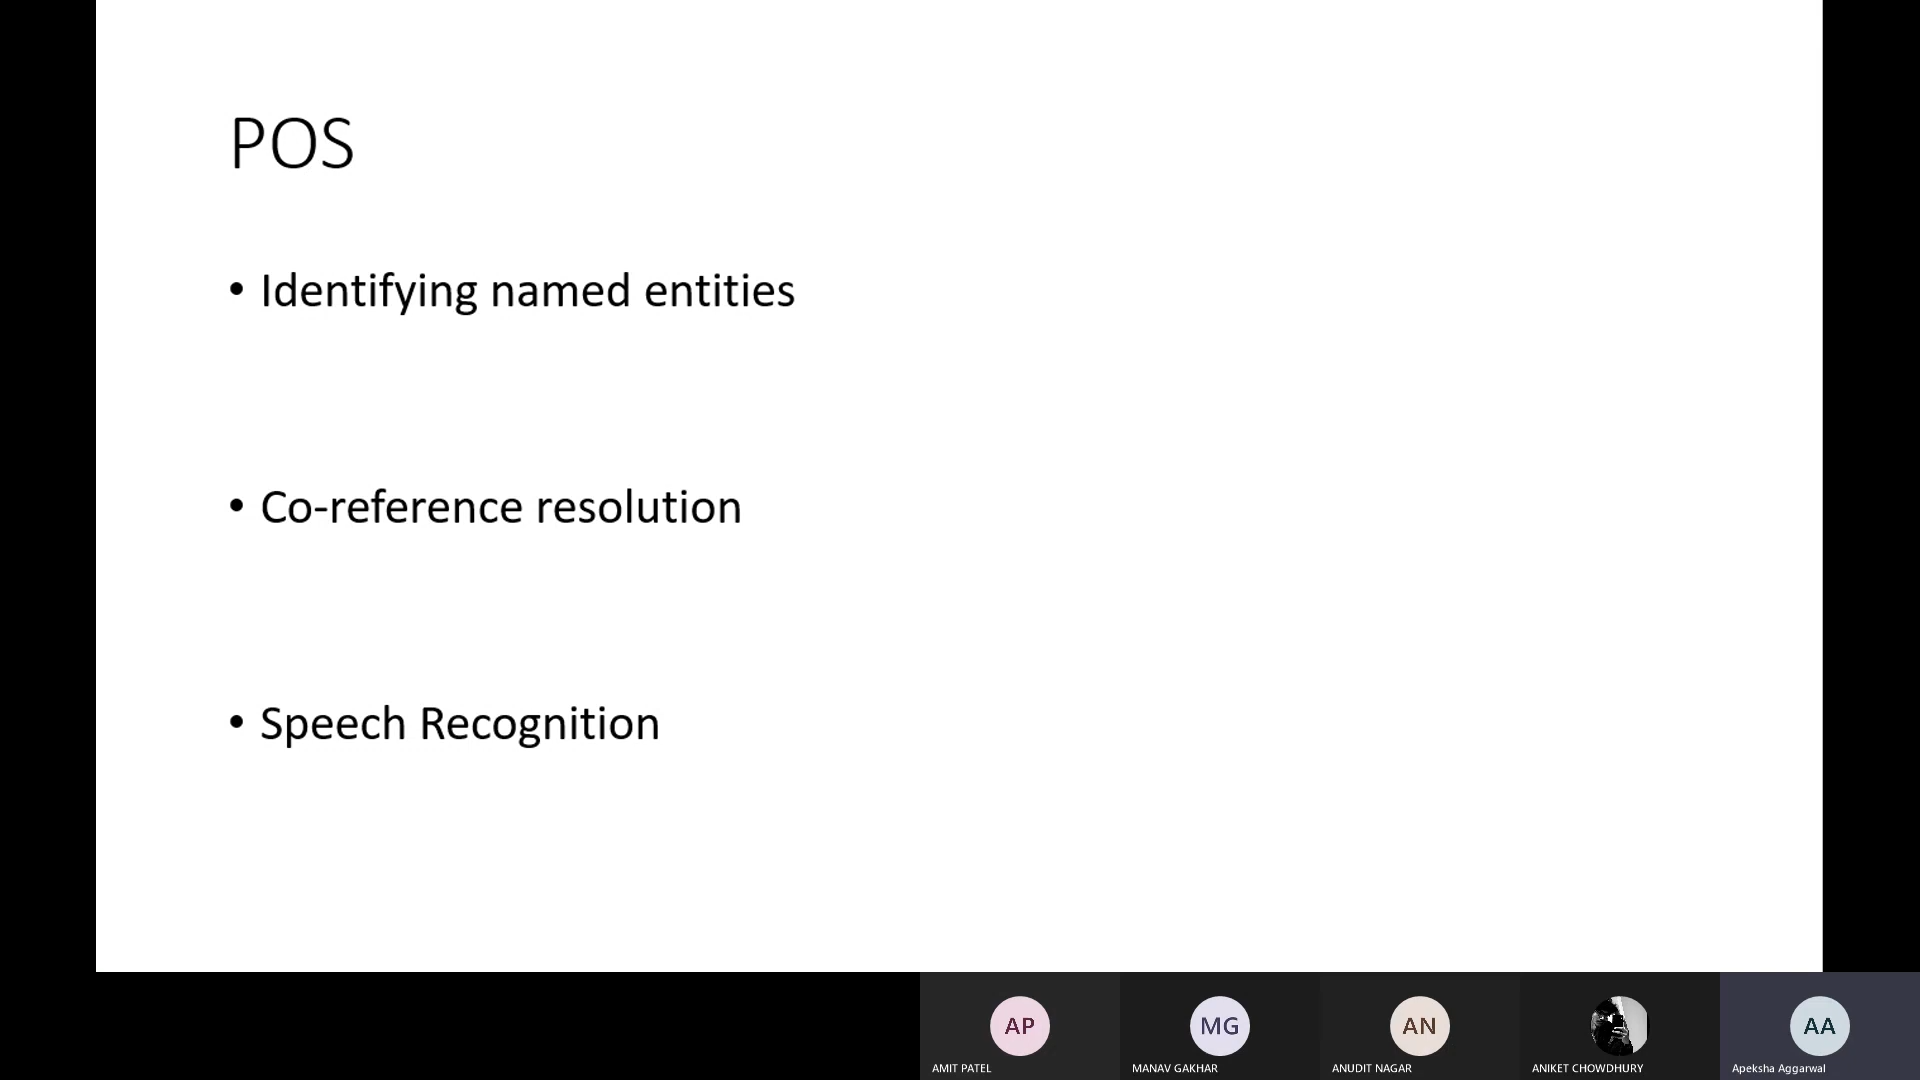 POS
• Identifying named entities
• Co-reference resolution
• Speech Recognition
AP
MG
AN
AA
AMIT PATEL
MANAV GAKHAR
ANUDIT NAGAR
ANIKET CHOWDHURY
Apeksha Aggarwal